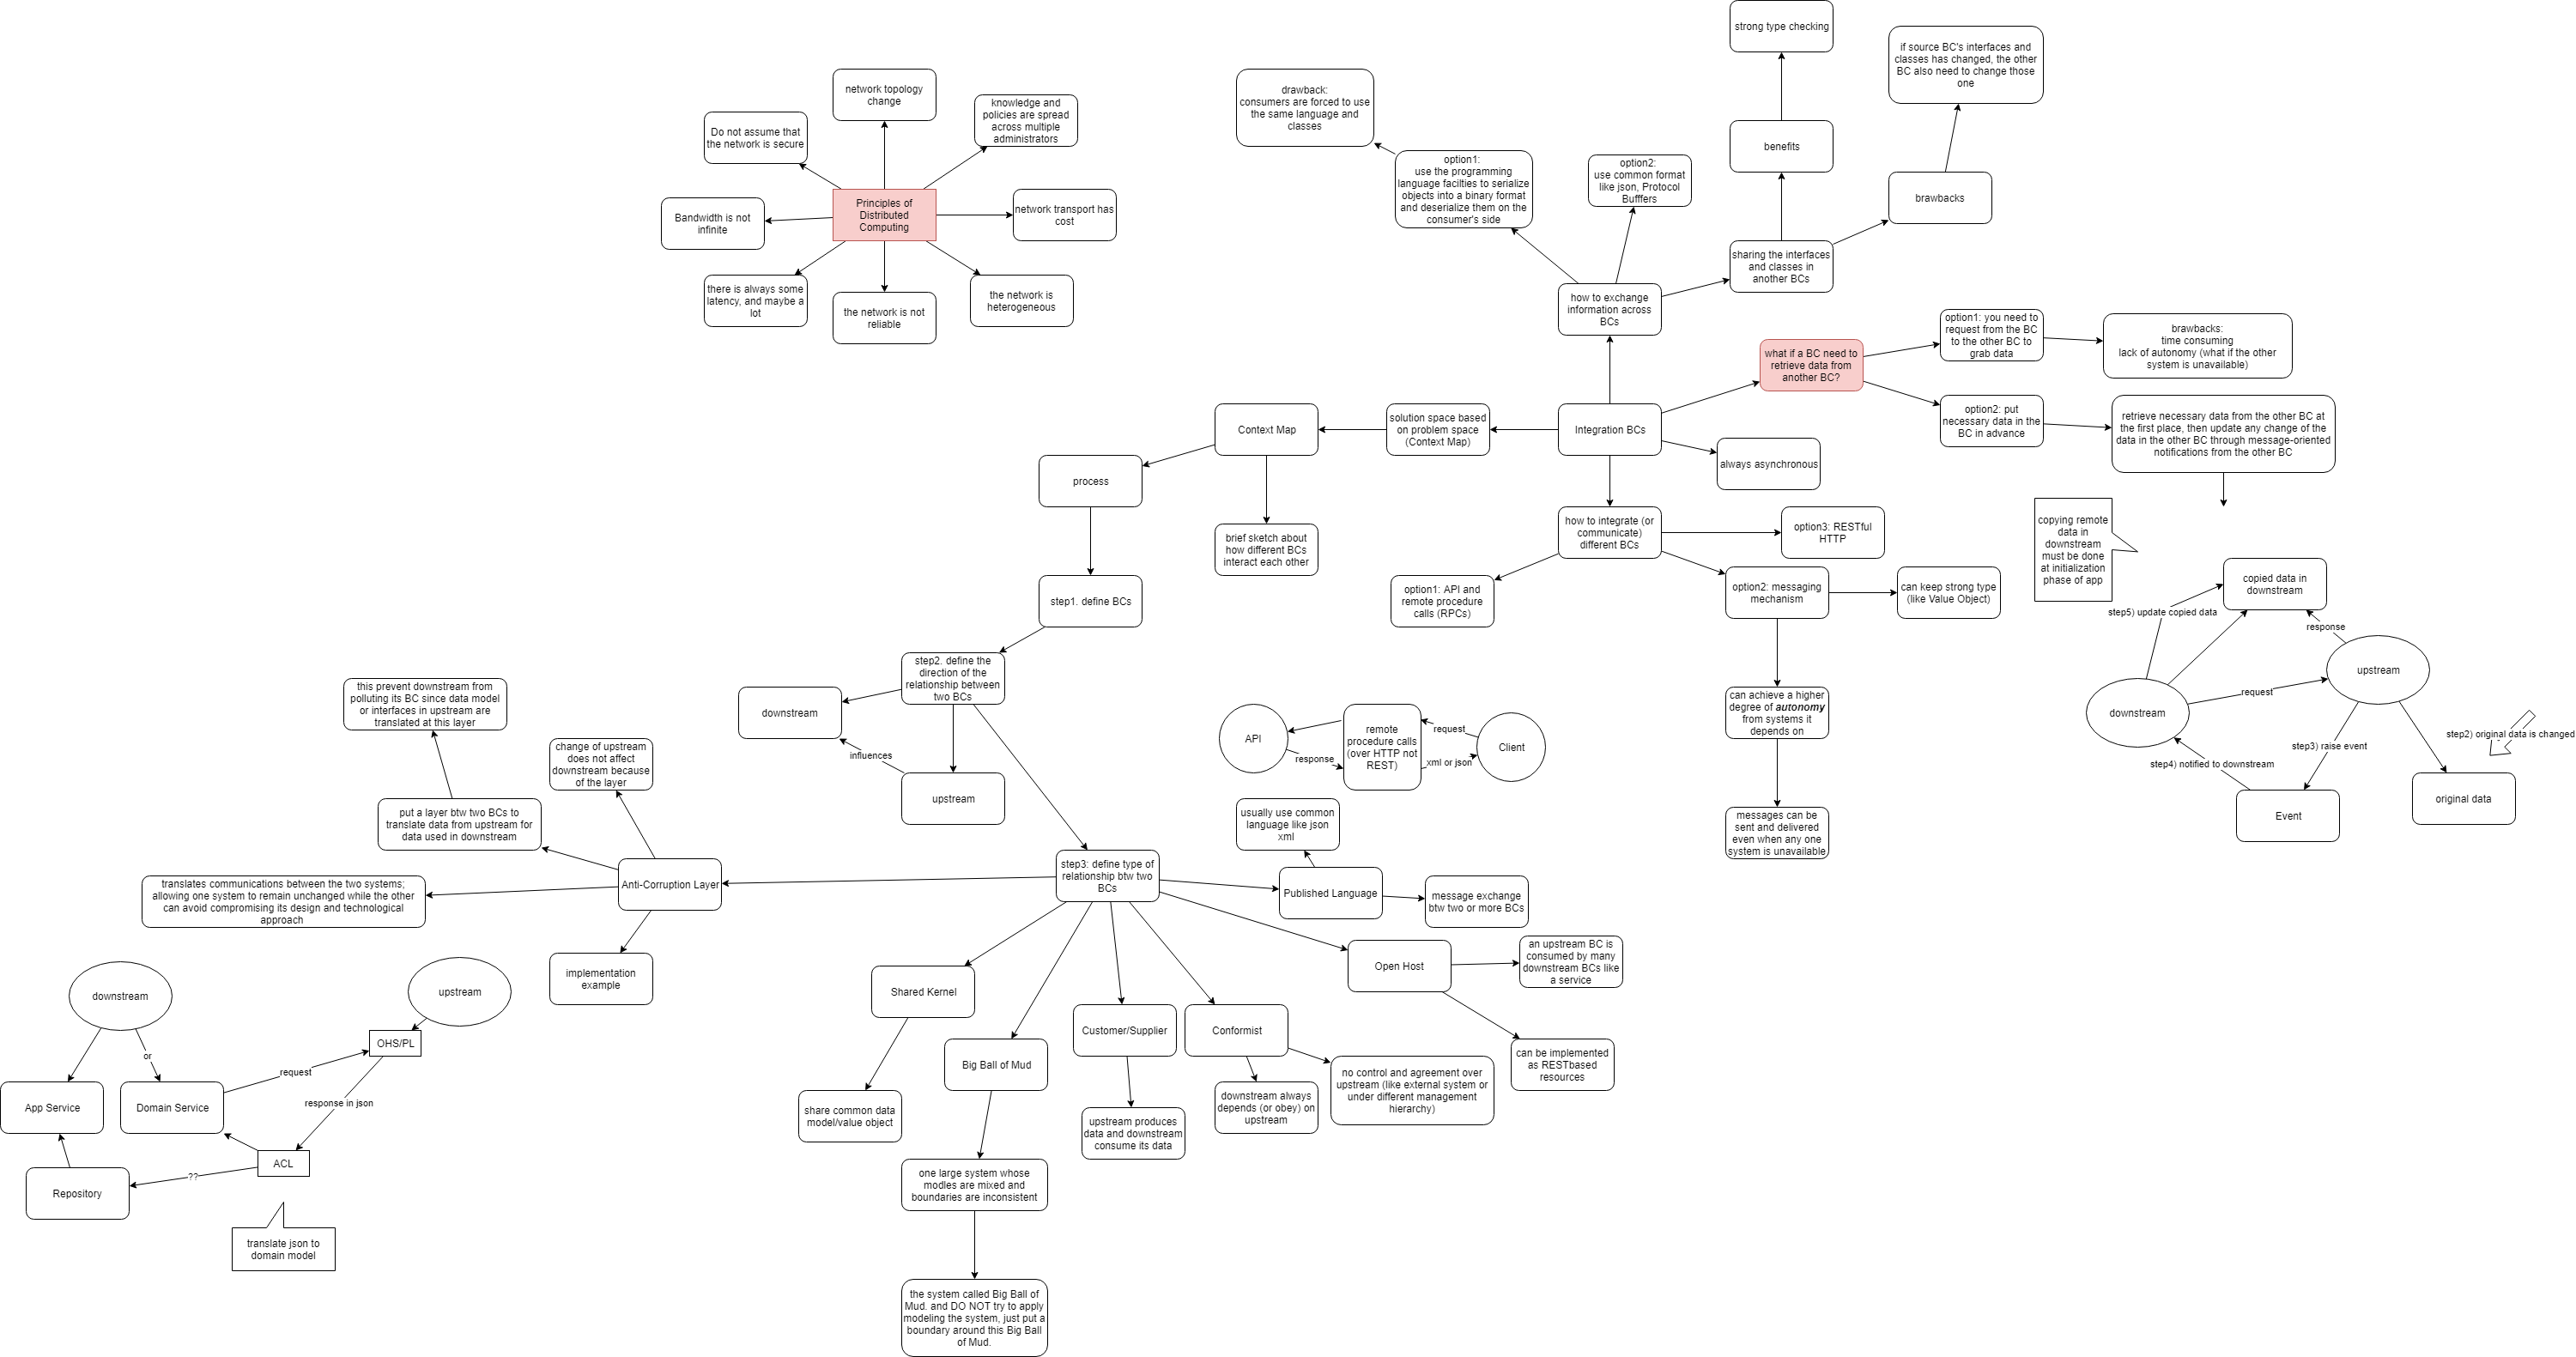 strong type checking
if source BC's interfaces and
classes has changed, the other
BC also need to change those
one
network topology
change
knowledge and
policies are spread
across multiple
administrators
Do not assume that
the network is secure
Principles of
Distributed
Computing
network transport has
cost
Bandwidth is not
infinite
there is always some
latency, and maybe a
lot
the network is not
reliable
the network is
heterogeneous
drawback:
consumers are forced to use
the same language and
classes
option1:
use the programming
language facilties to serialize
objects into a binary format
and deserialize them on the
consumer's side
option2:
use common format
like json, Protocol
Bufffers
benefits
brawbacks
sharing the interfaces
and classes in
another BCs
how to exchange
information across
BCs
what if a BC need to
retrieve data from
another BC?
option1: you need to
request from the BC
to the other BC to
grab data
brawbacks:
time consuming
lack of autonomy (what if the other
system is unavailable)
option2: put
necessary data in the
BC in advance
retrieve necessary data from the other BC at
the first place, then update any change of the
data in the other BC through message-oriented
notifications from the other BC
Context Map
solution space based
on problem space
(Context Map)
Integration BCs
always asynchronous
process
brief sketch about
how different BCs
interact each other
how to integrate (or
communicate)
different BCs
option3: RESTful
HTTP
option1: API and
remote procedure
calls (RPCs)
option2: messaging
mechanism
can keep strong type
(like Value Object)
copying remote
data in
downstream
must be done
at initialization
phase of app
copied data in
downstream
step5) update copied data
response
upstream
request
downstream
step2) original data is changed
step3) raise event
step4) notified to downstream
Event
original data
step1. define BCs
step2. define the
direction of the
relationship between
two BCs
downstream
influences
upstream
can achieve a higher
degree of autonomy
from systems it
depends on
messages can be
sent and delivered
even when any one
system is unavailable
API
response
remote
procedure calls
(over HTTP not
REST)
request
xml or json
Client
this prevent downstream from
polluting its BC since data model
or interfaces in upstream are
translated at this layer
change of upstream
does not affect
downstream because
of the layer
put a layer btw two BCs to
translate data from upstream for
data used in downstream
Anti-Corruption Layer
translates communications between the two systems;
allowing one system to remain unchanged while the other
can avoid compromising its design and technological
approach
implementation
example
step3: define type of
relationship btw two
BCs
usually use common
language like json
xml
Published Language
message exchange
btw two or more BCs
Open Host
an upstream BC is
consumed by many
downstream BCs like
a service
can be implemented
as RESTbased
resources
Shared Kernel
share common data
model/value object
Big Ball of Mud
one large system whose
modles are mixed and
boundaries are inconsistent
the system called Big Ball of
Mud. and DO NOT try to apply
modeling the system, just put a
boundary around this Big Ball
of Mud.
Customer/Supplier
upstream produces
data and downstream
consume its data
Conformist
downstream always
depends (or obey) on
upstream
no control and agreement over
upstream (like external system or
under different management
hierarchy)
downstream
upstream
OHS/PL
or
request
response in json
App Service
Domain Service
ACL
??
Repository
translate json to
domain model